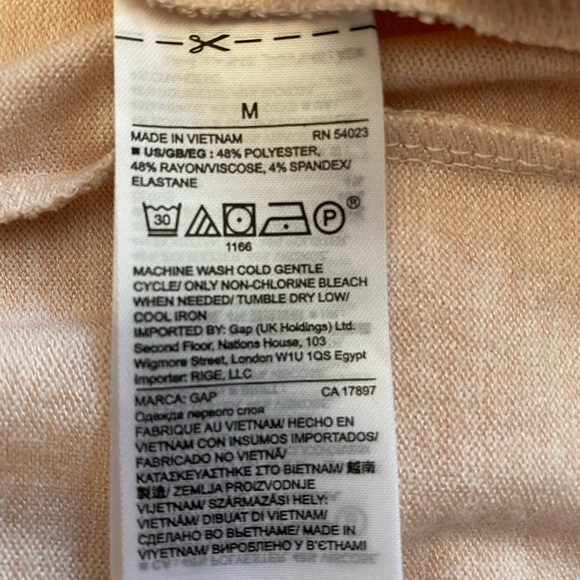 M
MADE IN VIETNAM RN 54023
■ US/GB/EG : 48% POLYESTER,
48% RAYON/VISCOSE, 4% SPANDEX/
ELASTANE
30 P ®
1166
MACHINE WASH COLD GENTLE
CYCLE/ ONLY NON-CHLORINE BLEACH
WHEN NEEDED/ TUMBLE DRY LOW/
COOL IRON
IMPORTED BY: Gap (UK Holdings) Ltd.
Second Floor, Nations House, 103
Wigmore Street, London W1U 1QS Egypt
Importer: RIGE, LLC
MARCA: GAP CA 17897
Одежда первого слоя
FABRIQUE AU VIETNAM/ HECHO EN
VIETNAM CON INSUMOS IMPORTADOS/
FABRICADO NO VIETNÃ/
ΚΑΤΑΣΚΕΥΑΣΤΗΚΕ ΣΤΟ ΒΙΕΤΝΑΜ/ 越南
製造/ ZEMLJA PROIZVODNJE
VIJETNAM/ SZÁRMAZÁSI HELY:
VIETNÁM/ DIBUAT DI VIETNAM/
СДЕЛАНО ВО ВЬЕТНАМЕ/ MADE IN
VIYETNAM/ ВИРОБЛЕНО У В'ЄТНАМІ